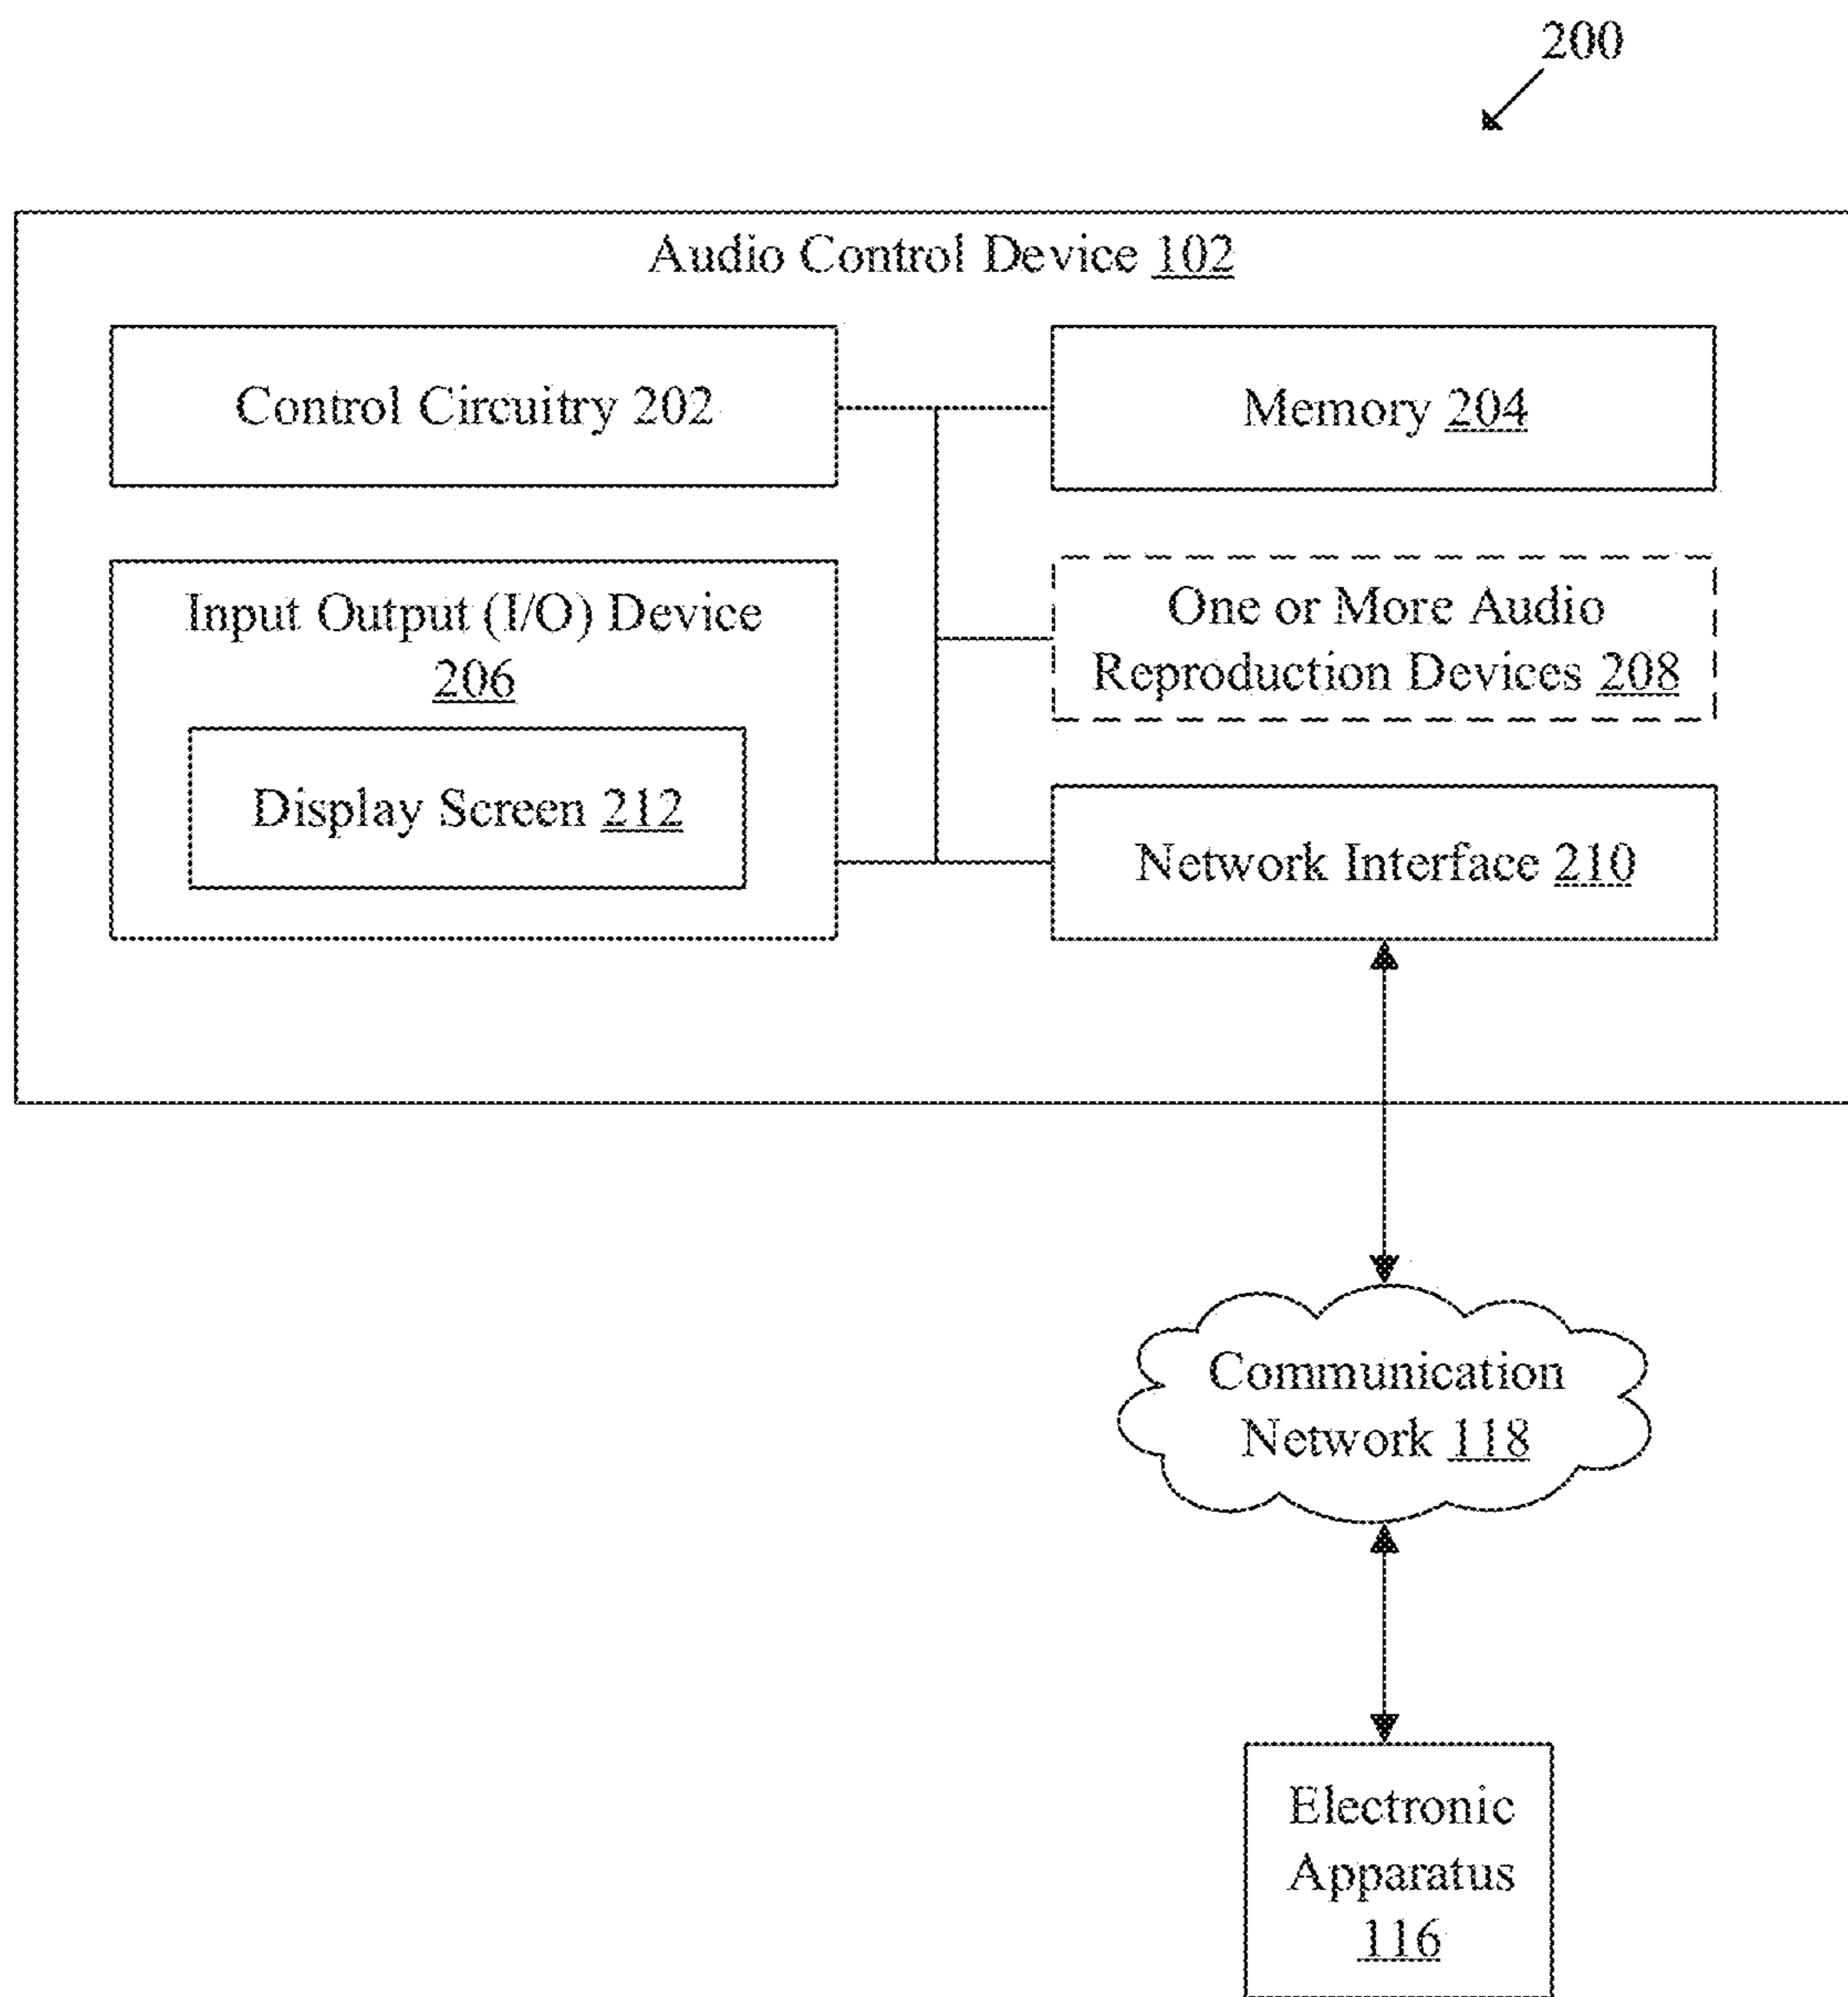 200
Audio Control Device 102
Control Circuitry 202
Memory 204
Input Output (I/O) Device
206
Display Screen 212
One or More Audio
Reproduction Devices 208
Network Interface 210
Communication
Network 118
Electronic
Apparatus
116